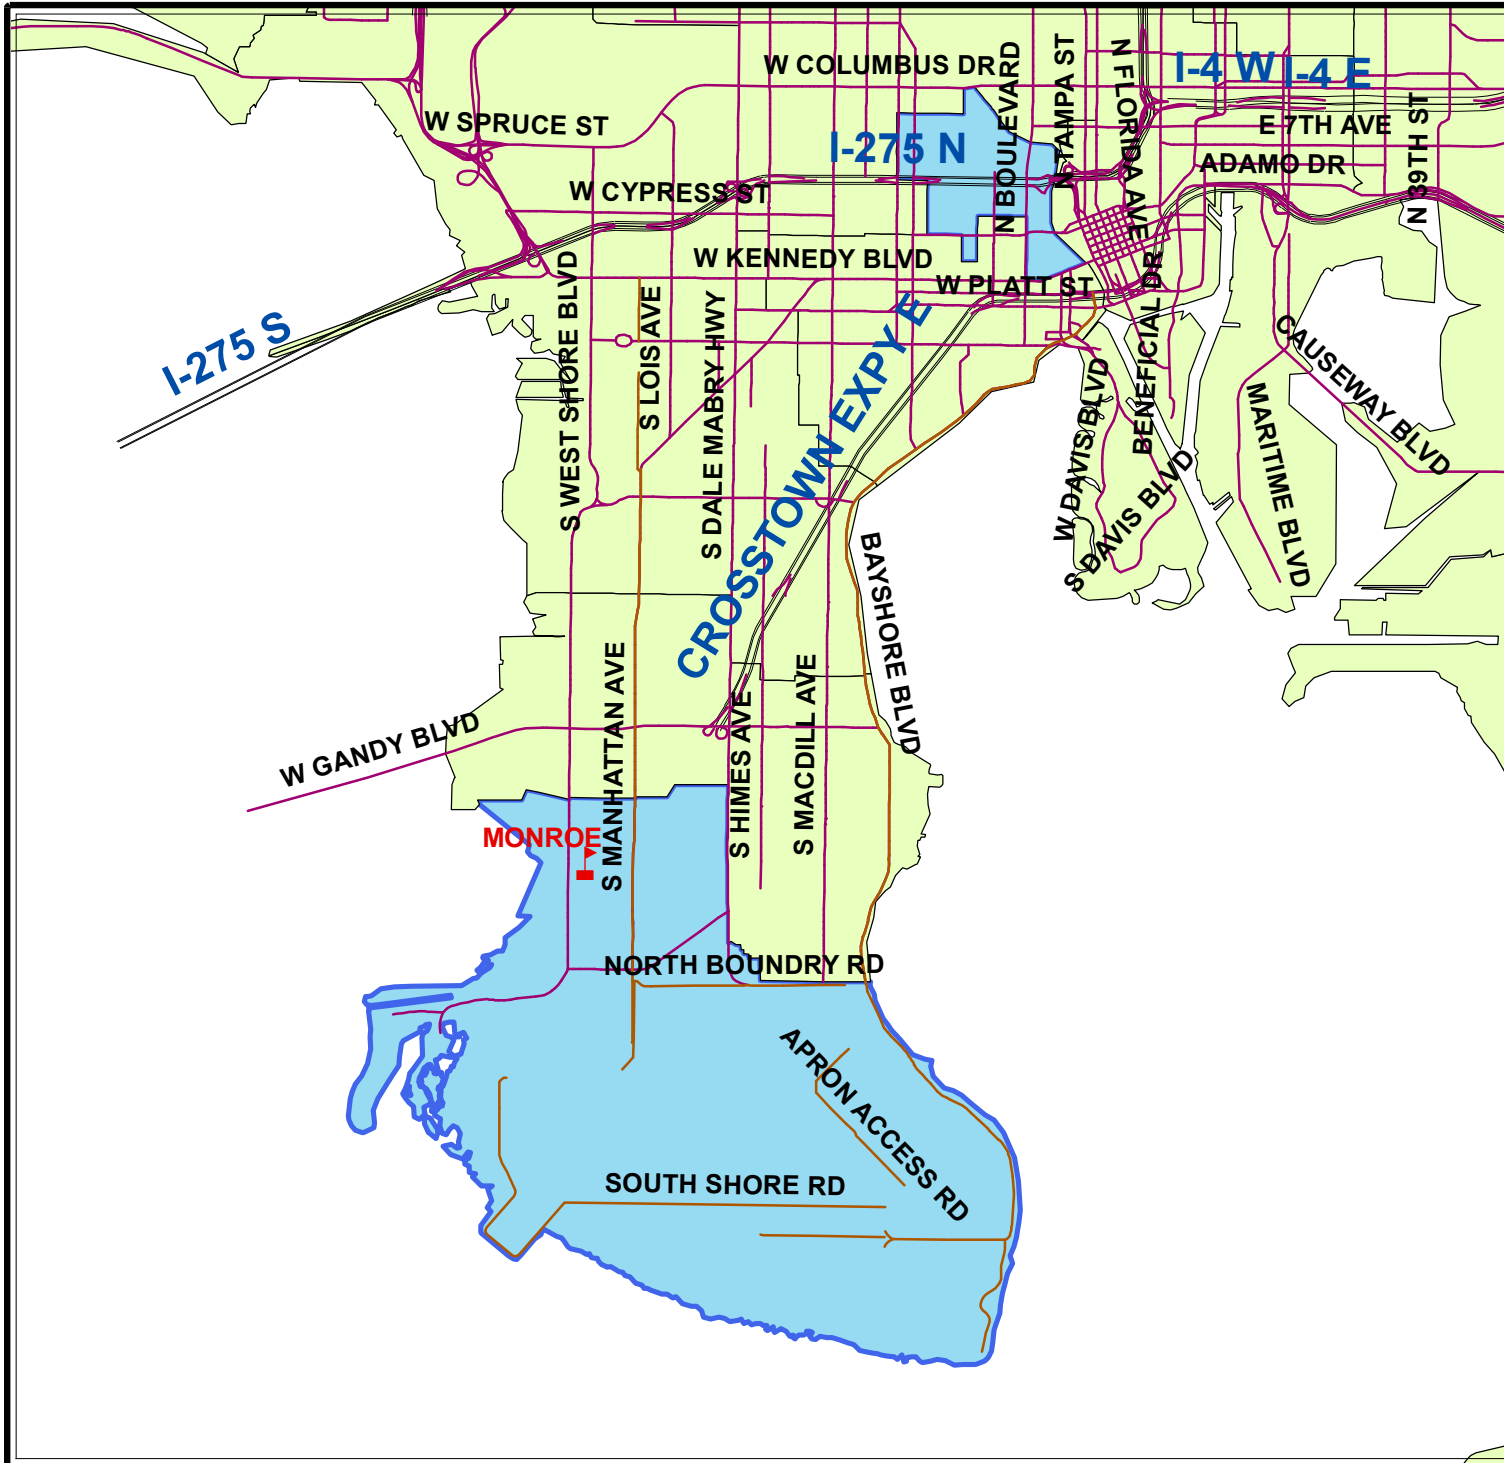 W COLUMBUS DR
N BOULEVARD
N TAMPA ST
N FLORIDA AVE
I-4 W
I-4 E
W SPRUCE ST
I-275 N
E 7TH AVE
N 39TH ST
ADAMO DR
W CYPRESS ST
W KENNEDY BLVD
W PLATT ST
BENEFICIAL DR
I-275 S
S WEST SHORE BLVD
S LOIS AVE
S DALE MABRY HWY
CROSSTOWN EXPY E
CAUSEWAY BLVD
W DAVIS BLVD
S DAVIS BLVD
MARITIME BLVD
BAYSHORE BLVD
W GANDY BLVD
S MANHATTAN AVE
S HIMES AVE
S MACDILL AVE
MONROE
NORTH BOUNDRY RD
APRON ACCESS RD
SOUTH SHORE RD